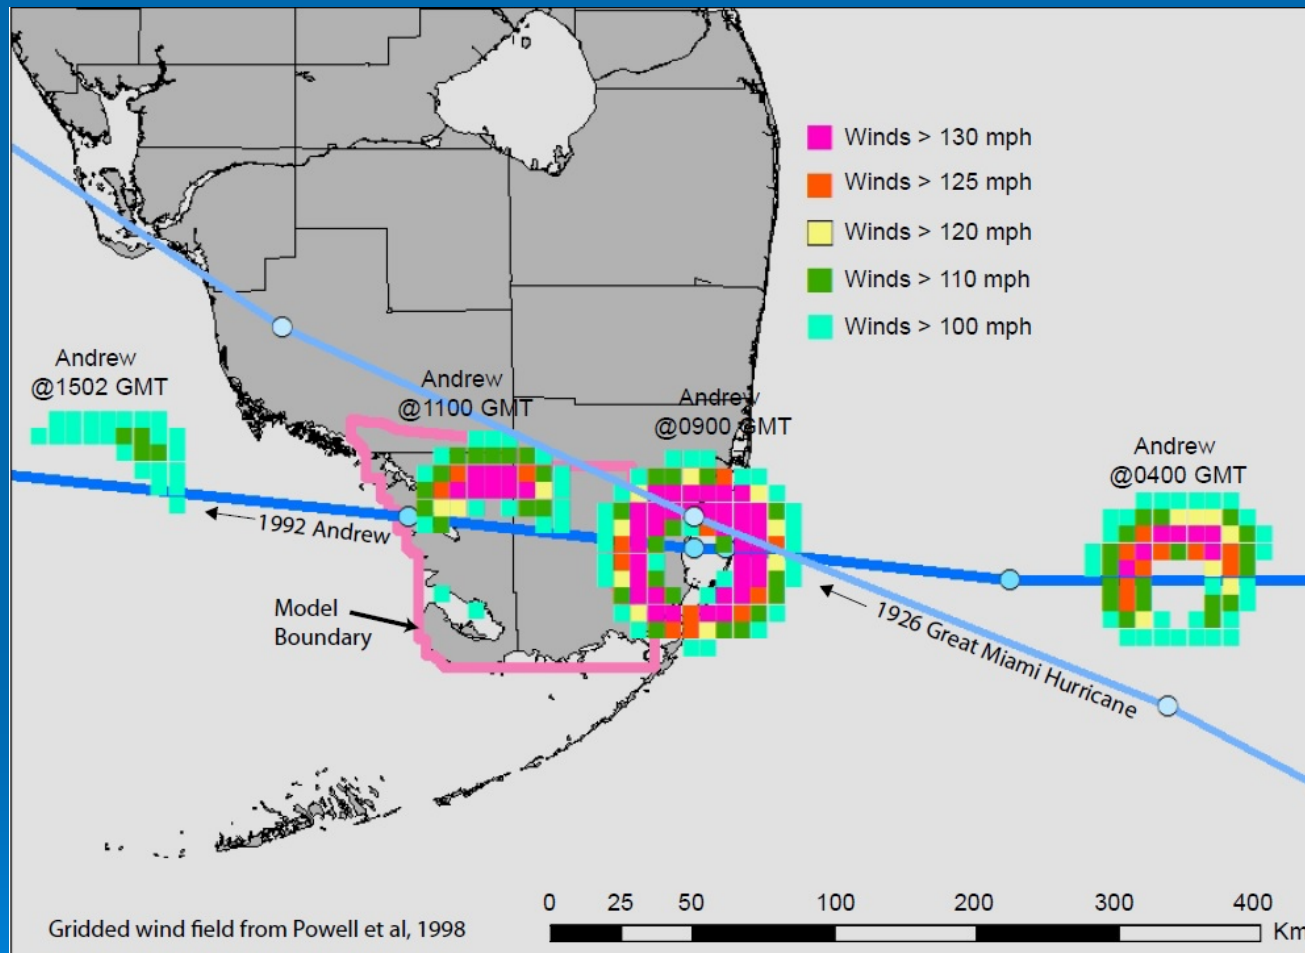 Winds > 130 mph
Winds > 125 mph
Winds > 120 mph
Winds > 110 mph
Winds > 100 mph
Andrew
@1502 GMT
Andrew
@1100 GMT
Andrew
@0900 GMT
Andrew
@0400 GMT
1992 Andrew
Model
Boundary
1926 Great Miami Hurricane
0 25 50 100 200 300 400
Km
Gridded wind field from Powell et al, 1998